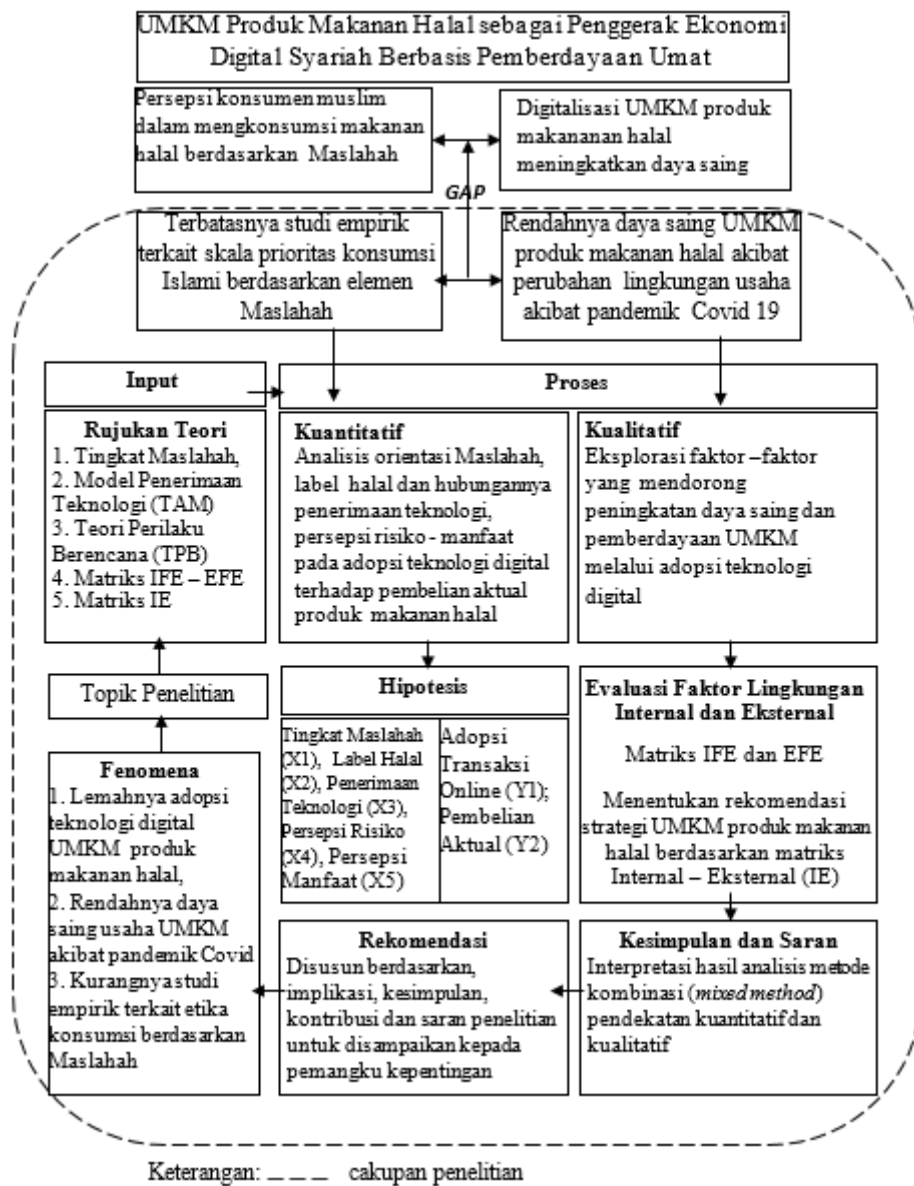 UMKM Produk Makanan Halal sebagai Penggerak Ekonomi
Digital Syariah Berbasis Pemberdayaan Umat
Persepsi konsumen muslim
dalam mengkonsumsi makanan
halal berdasarkan Maslahah
Digitalisasi UMKM produk
makananan halal
meningkatkan daya saing
GAP
Terbatasnya studi empirik
terkait skala prioritas konsumsi
Islami berdasarkan elemen
Maslahah
Rendahnya daya saing UMKM
produk makanan halal akibat
perubahan lingkungan usaha
akibat pandemik Covid 19
Input
Proses
Rujukan Teori
1. Tingkat Maslahah,
2. Model Penerimaan
Teknologi (TAM)
3. Teori Perilaku
Berencana (TPB)
4. Matriks IFE – EFE
5. Matriks IE
Kuantitatif
Analisis orientasi Maslahah,
label halal dan hubungannya
penerimaan teknologi,
persepsi risiko - manfaat
pada adopsi teknologi digital
terhadap pembelian aktual
produk makanan halal
Kualitatif
Eksplorasi faktor –faktor
yang mendorong
peningkatan daya saing dan
pemberdayaan UMKM
melalui adopsi teknologi
digital
Topik Penelitian
Hipotesis
Tingkat Maslahah
(X1), Label Halal
(X2), Penerimaan
Teknologi (X3),
Persepsi Risiko
(X4), Persepsi
Manfaat (X5)
Adopsi
Transaksi
Online (Y1);
Pembelian
Aktual (Y2)
Evaluasi Faktor Lingkungan
Internal dan Eksternal
Matriks IFE dan EFE
Menentukan rekomendasi
strategi UMKM produk makanan
halal berdasarkan matriks
Internal – Eksternal (IE)
Fenomena
1. Lemahnya adopsi
teknologi digital
UMKM produk
makanan halal,
2. Rendahnya daya
saing usaha UMKM
akibat pandemik Covid
3. Kurangnya studi
empirik terkait etika
konsumsi berdasarkan
Maslahah
Rekomendasi
Disusun berdasarkan,
implikasi, kesimpulan,
kontribusi dan saran penelitian
untuk disampaikan kepada
pemangku kepentingan
Kesimpulan dan Saran
Interpretasi hasil analisis metode
kombinasi (mixed method)
pendekatan kuantitatif dan
kualitatif
Keterangan: _ _ _ cakupan penelitian